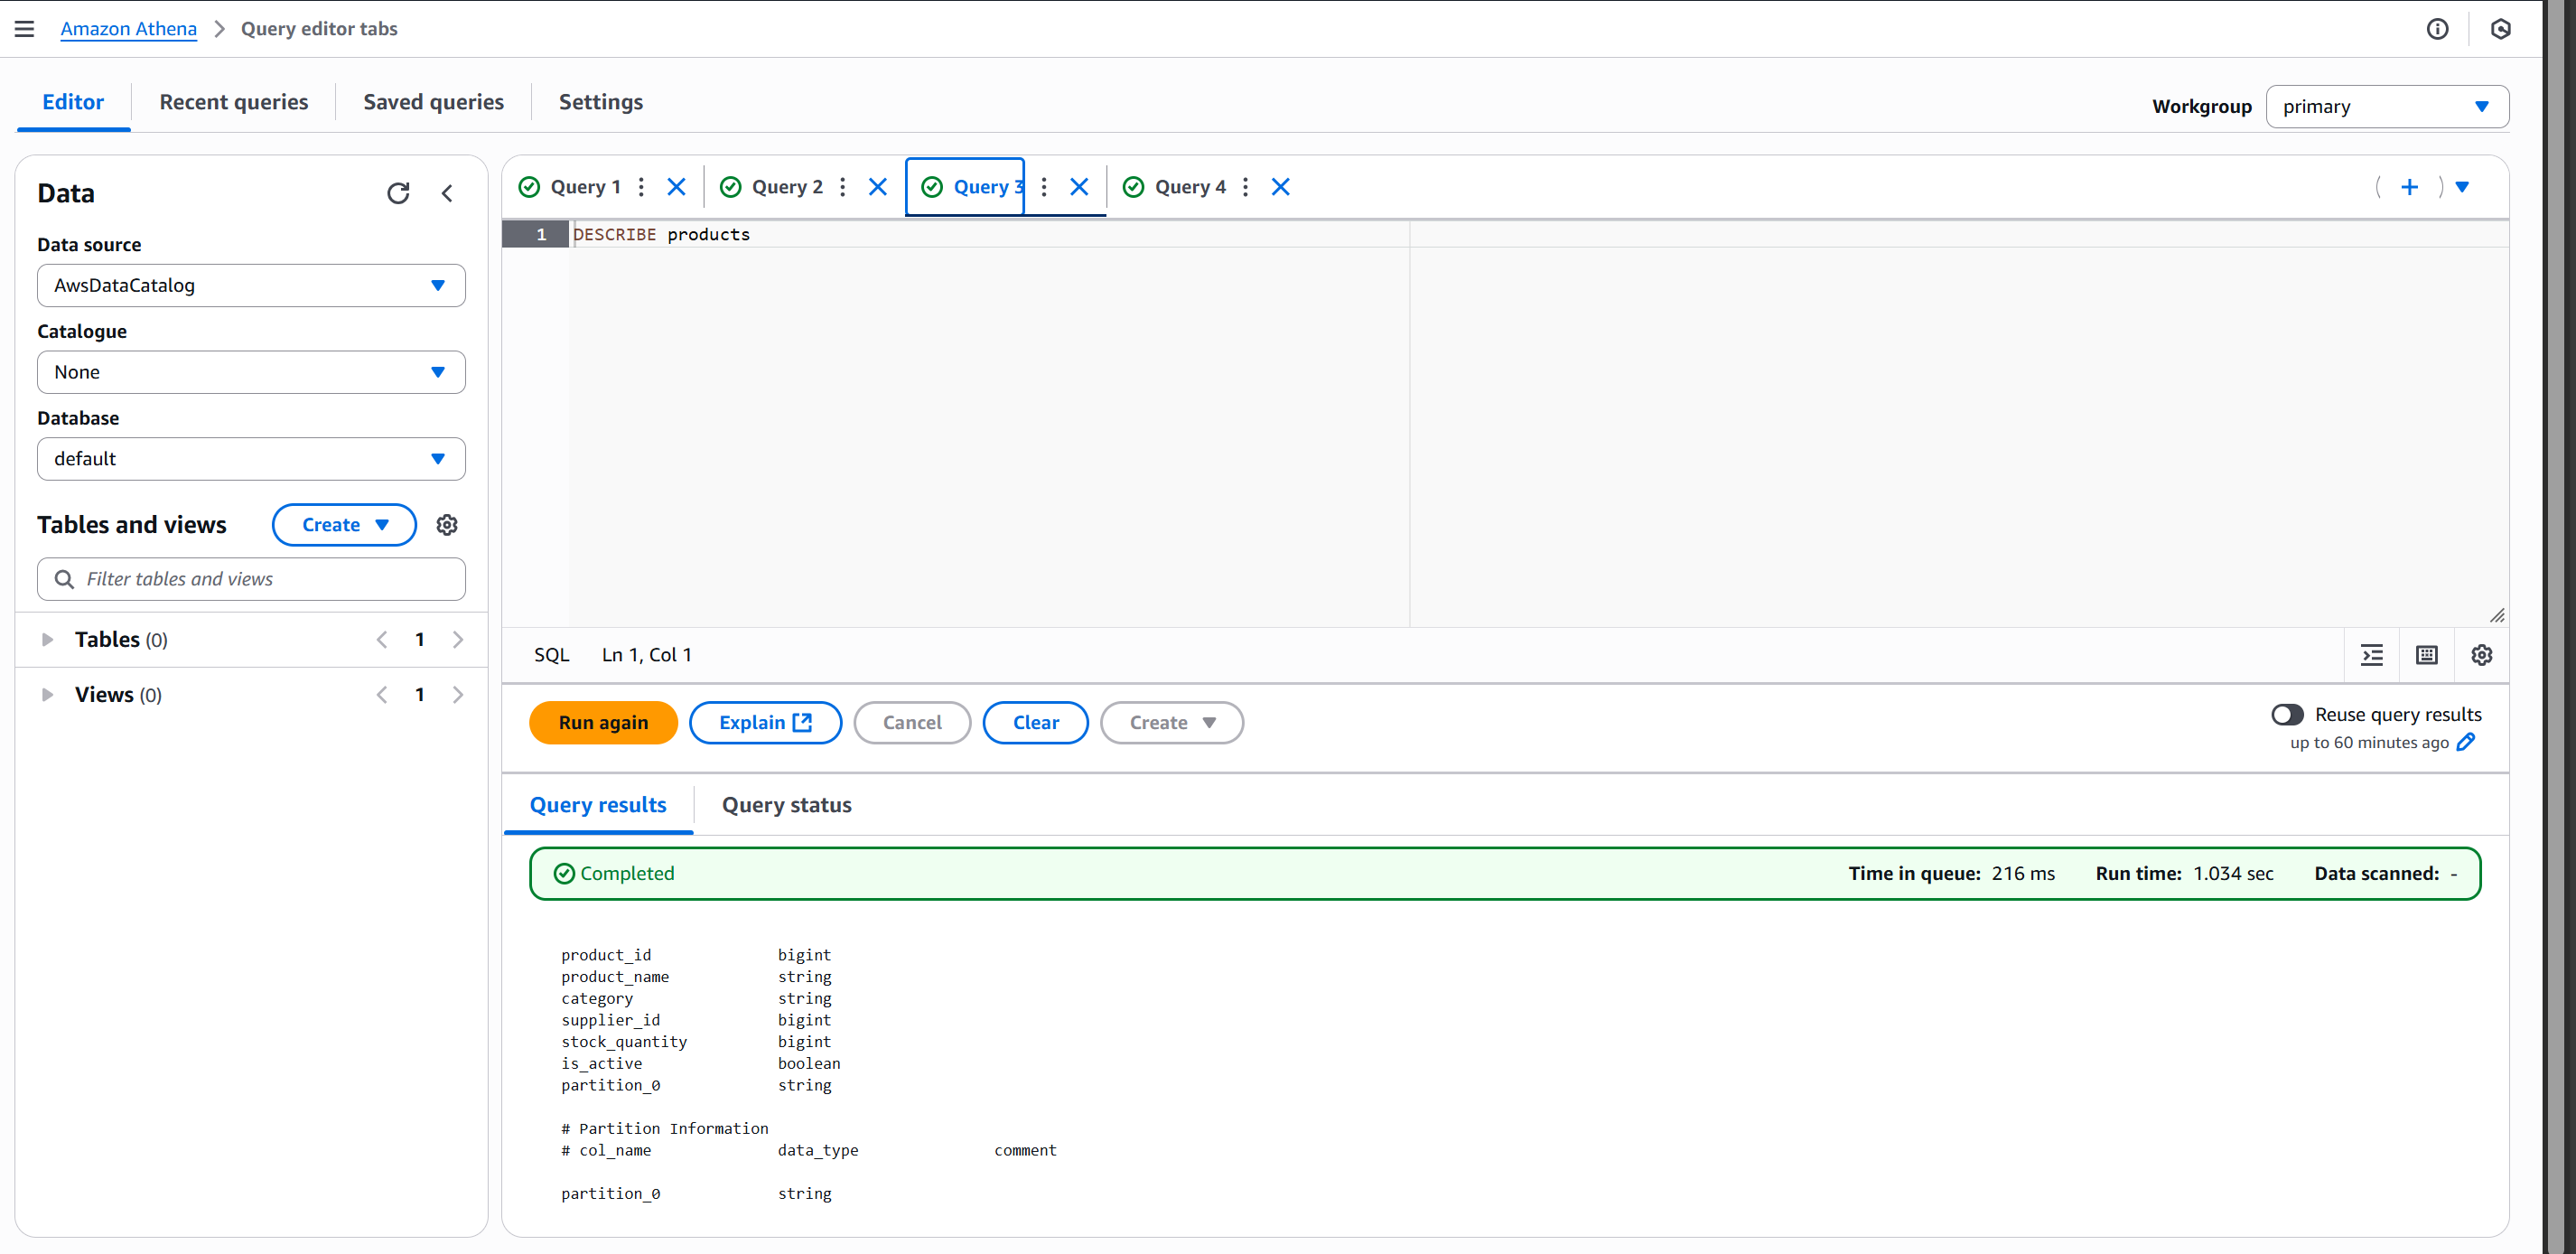 Amazon Athena > Query editor tabs
Editor Recent queries Saved queries Settings
Workgroup primary
Data
Data source
AwsDataCatalog
Catalogue
None
Database
default
Tables and views Create
Filter tables and views
Tables (0) < 1 >
Views (0) < 1 >
Query 1 Query 2 Query 3 Query 4
1 DESCRIBE products
SQL Ln 1, Col 1
Run again Explain Cancel Clear Create
Reuse query results
up to 60 minutes ago
Query results Query status
Completed Time in queue: 216 ms Run time: 1.034 sec Data scanned: -
product_id bigint
product_name string
category string
supplier_id bigint
stock_quantity bigint
is_active boolean
partition_0 string
# Partition Information
# col_name data_type comment
partition_0 string